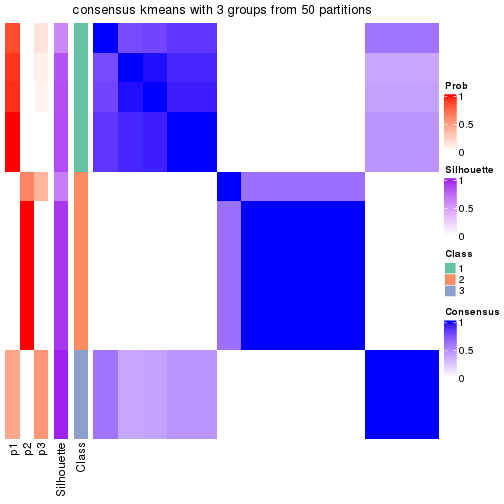 consensus kmeans with 3 groups from 50 partitions
Prob
1
0.5
0
Silhouette
1
0.5
0
Class
1
2
3
Consensus
1
0.5
0
p1
p2
p3
Silhouette
Class